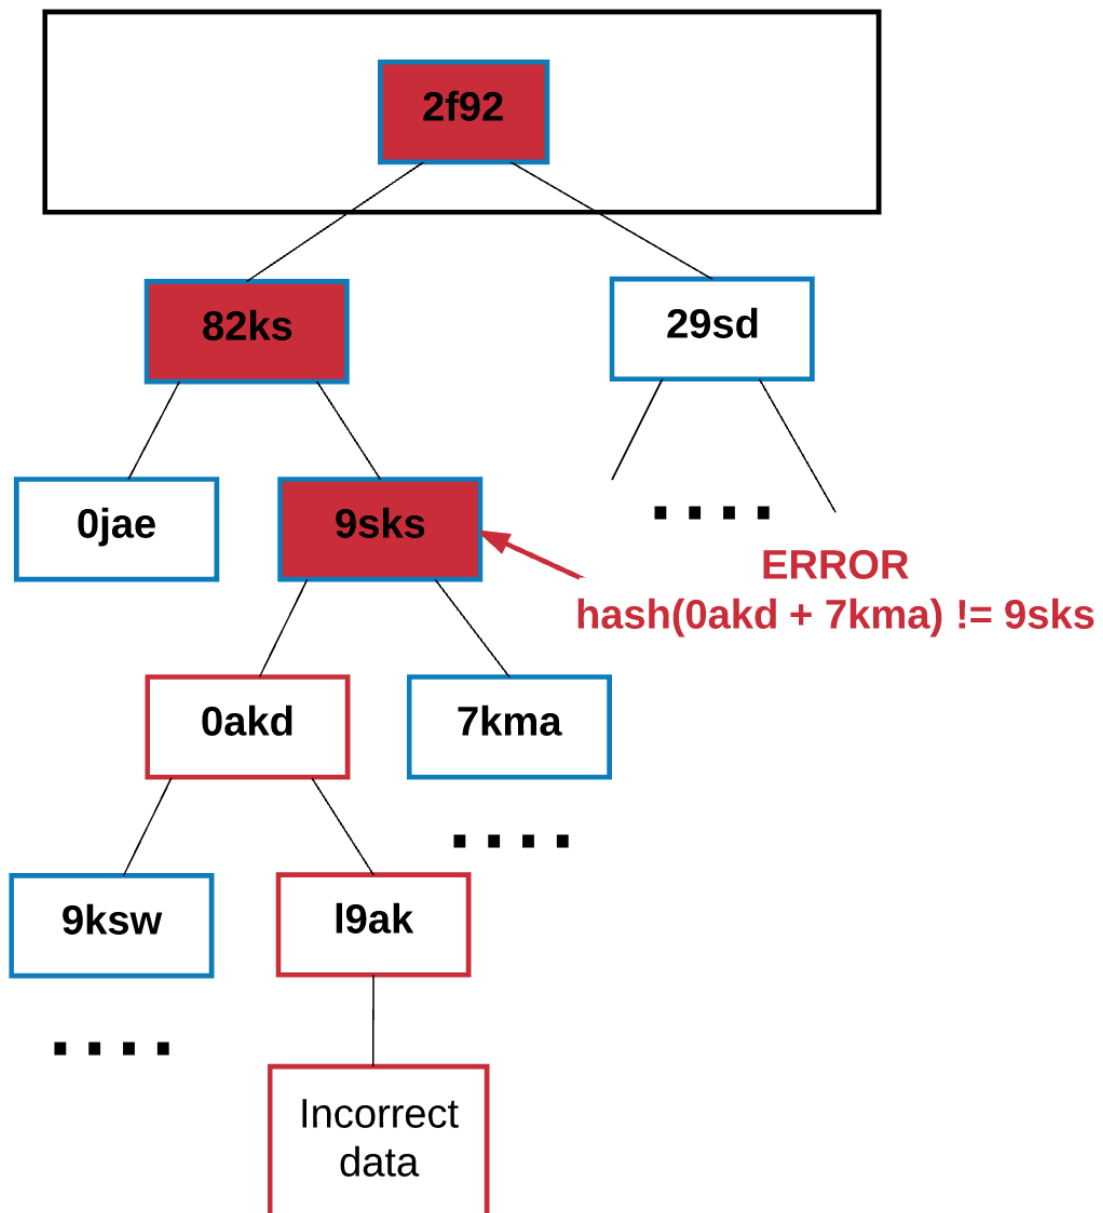 2f92
82ks
29sd
0jae
9sks
....
ERROR
hash(0akd + 7kma) != 9sks
0akd
7kma
....
9ksw
l9ak
....
Incorrect
data